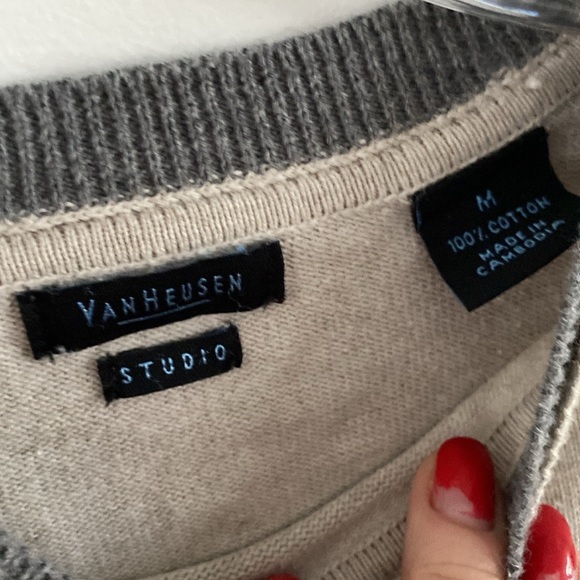 VANHEUSEN
STUDIO
M
100% COTTON
MADE IN
CAMBODIA